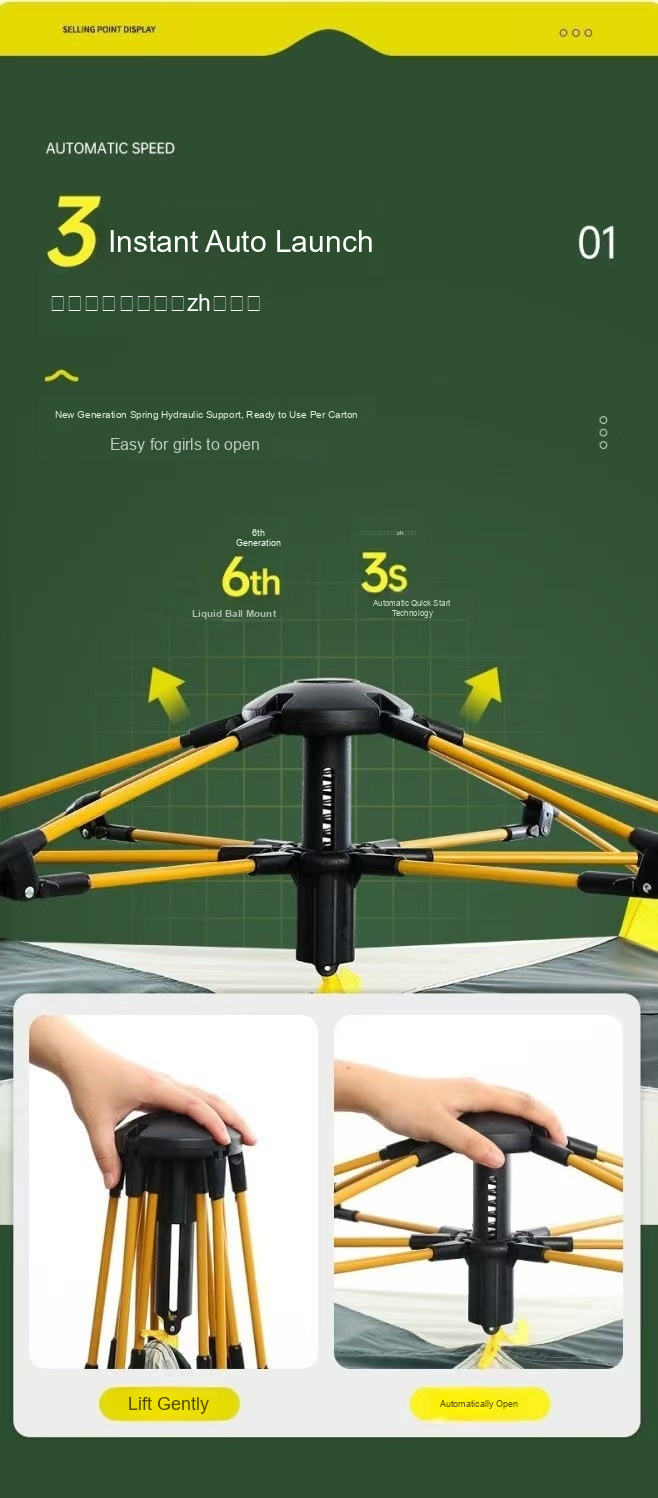 SELLING POINT DISPLAY
AUTOMATIC SPEED
3 Instant Auto Launch
01
□□□□□□□□zh□□□
New Generation Spring Hydraulic Support, Ready to Use Per Carton
Easy for girls to open
6th
Generation
6th
Liquid Ball Mount
3s
Automatic Quick Start
Technology
Lift Gently
Automatically Open